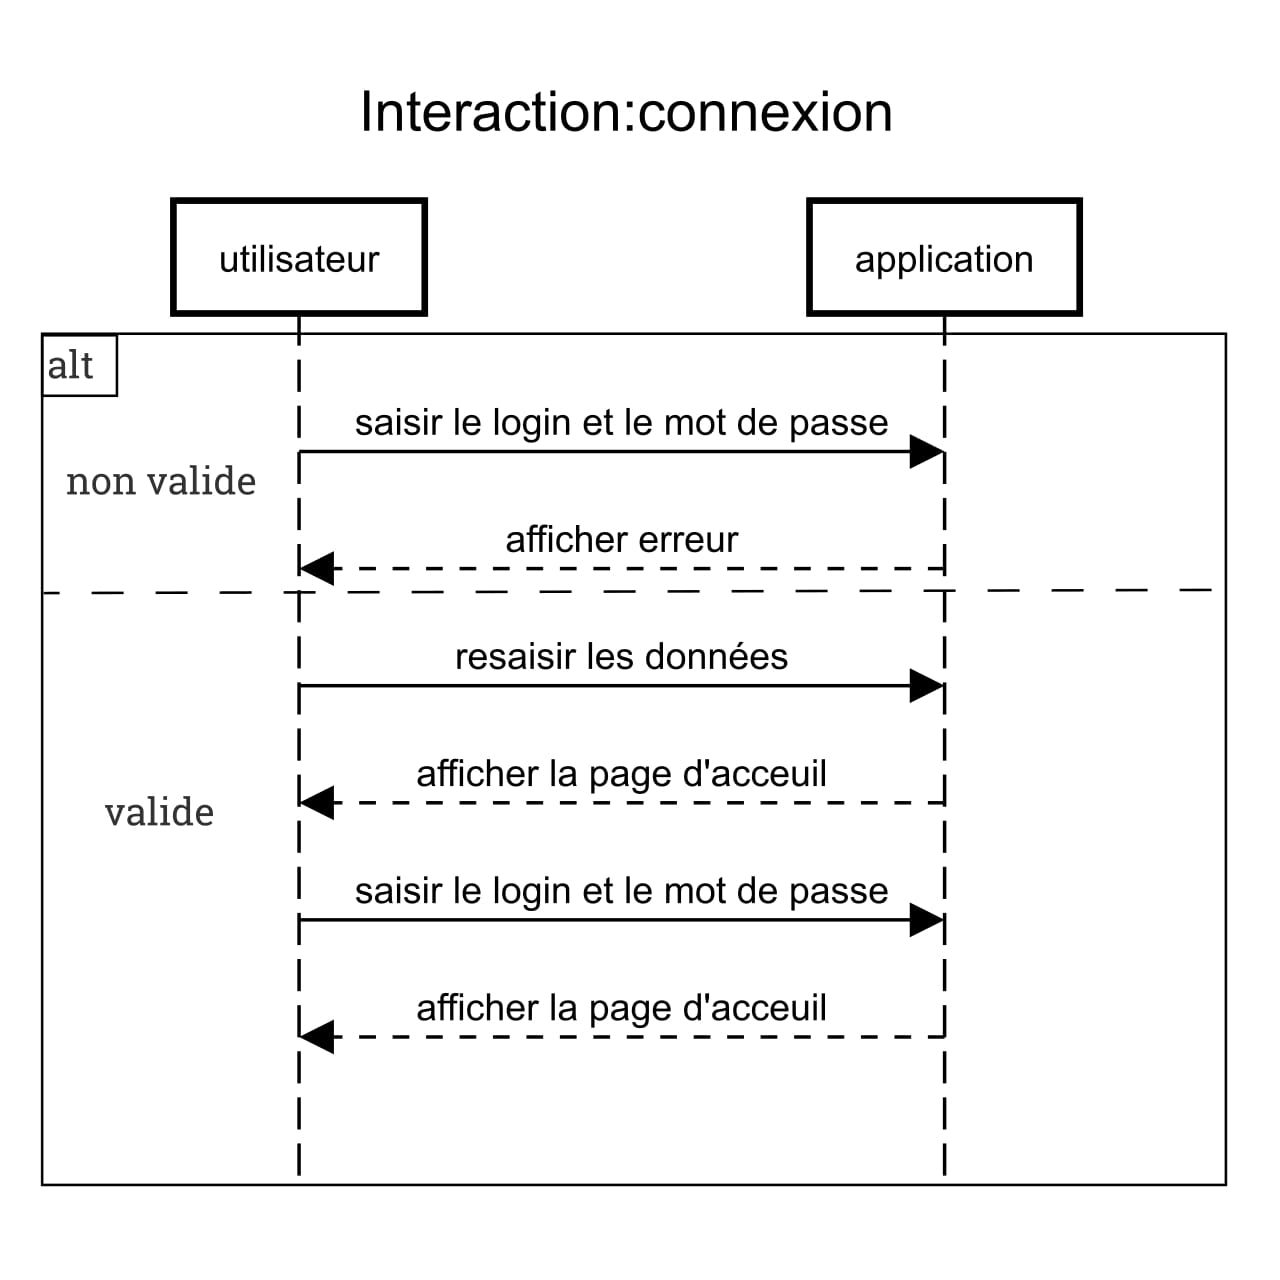 Interaction:connexion
utilisateur
application
alt
saisir le login et le mot de passe
non valide
afficher erreur
resaisir les données
afficher la page d'acceuil
valide
saisir le login et le mot de passe
afficher la page d'acceuil